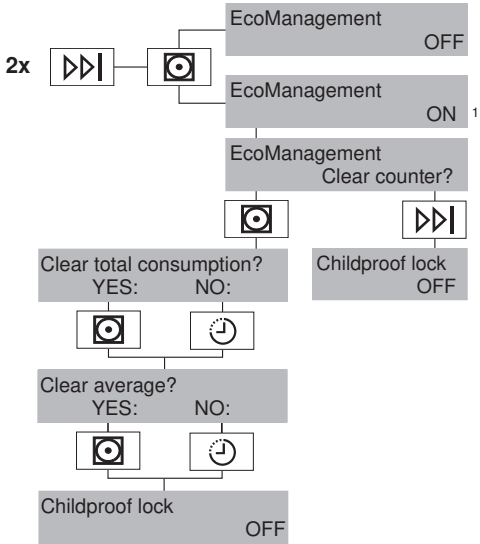 EcoManagement
OFF
2x
EcoManagement
ON 1
EcoManagement
Clear counter?
Clear total consumption?
YES: NO:
Childproof lock
OFF
Clear average?
YES: NO:
Childproof lock
OFF